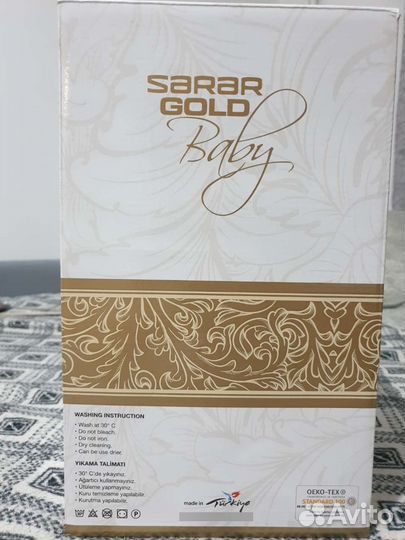 SARAR
GOLD
Baby
WASHING INSTRUCTION
• Wash at 30° C
• Do not bleach.
• Do not iron.
• Dry cleaning.
• Can be use drier.
YIKAMA TALİMATI
• 30° C'de yıkayınız.
• Ağartıcı kullanmayınız.
• Ütüleme yapmayınız.
• Kuru temizleme yapılabilir.
• Kurutma yapılabilir.
made in Türkiye
OEKO-TEX®
STANDARD 100
Avito